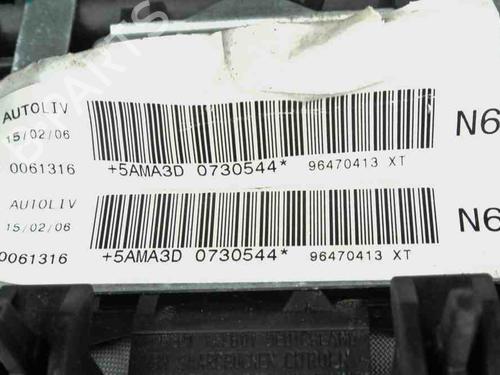 AUTOLIV
15/02/06
N6
0061316
+5AMA3D 0730544* 96470413 XT
AUTOLIV
15/02/06
N6
0061316
+5AMA3D 0730544* 96470413 XT